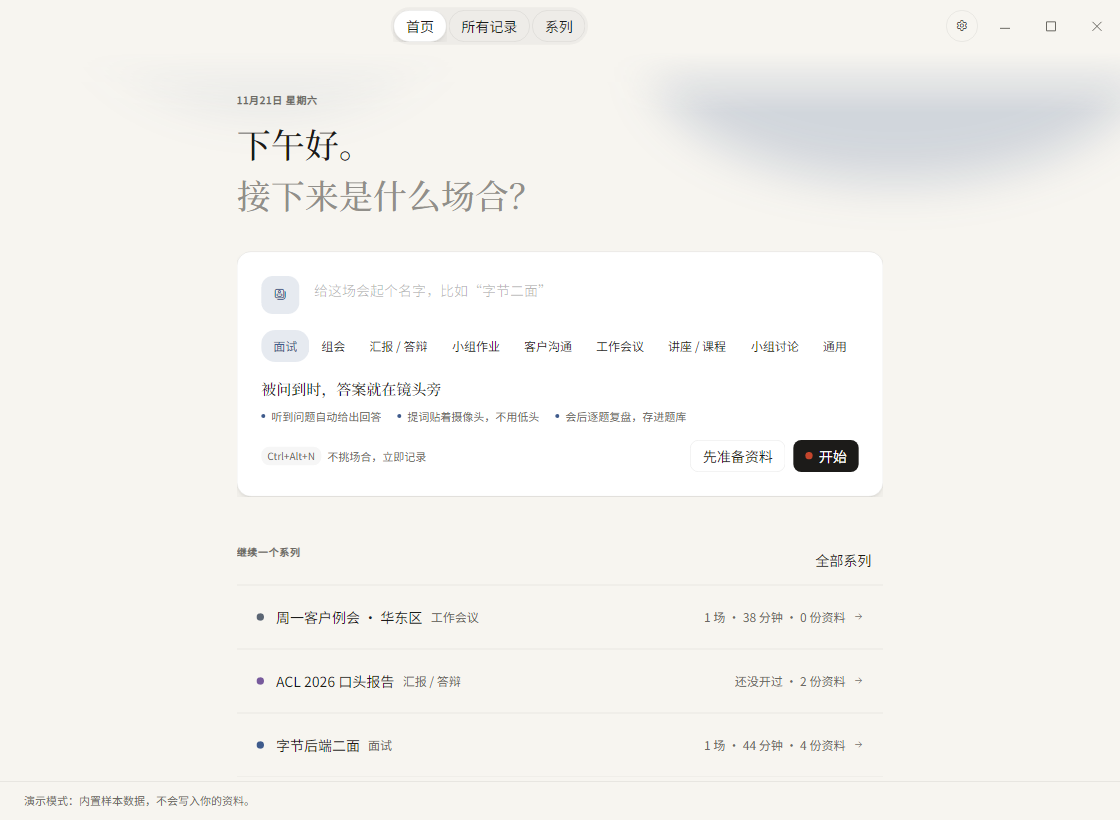 首页 所有记录 系列
11月21日 星期六
下午好。
接下来是什么场合？
给这场会起个名字，比如“字节二面”
面试 组会 汇报 / 答辩 小组作业 客户沟通 工作会议 讲座 / 课程 小组讨论 通用
被问到时，答案就在镜头旁
• 听到问题自动给出回答 • 提词贴着摄像头，不用低头 • 会后逐题复盘，存进题库
Ctrl+Alt+N 不挑场合，立即记录 先准备资料 开始
继续一个系列 全部系列
周一客户例会 · 华东区 工作会议 1 场 · 38 分钟 · 0 份资料 →
ACL 2026 口头报告 汇报 / 答辩 还没开过 · 2 份资料 →
字节后端二面 面试 1 场 · 44 分钟 · 4 份资料 →
演示模式：内置样本数据，不会写入你的资料。